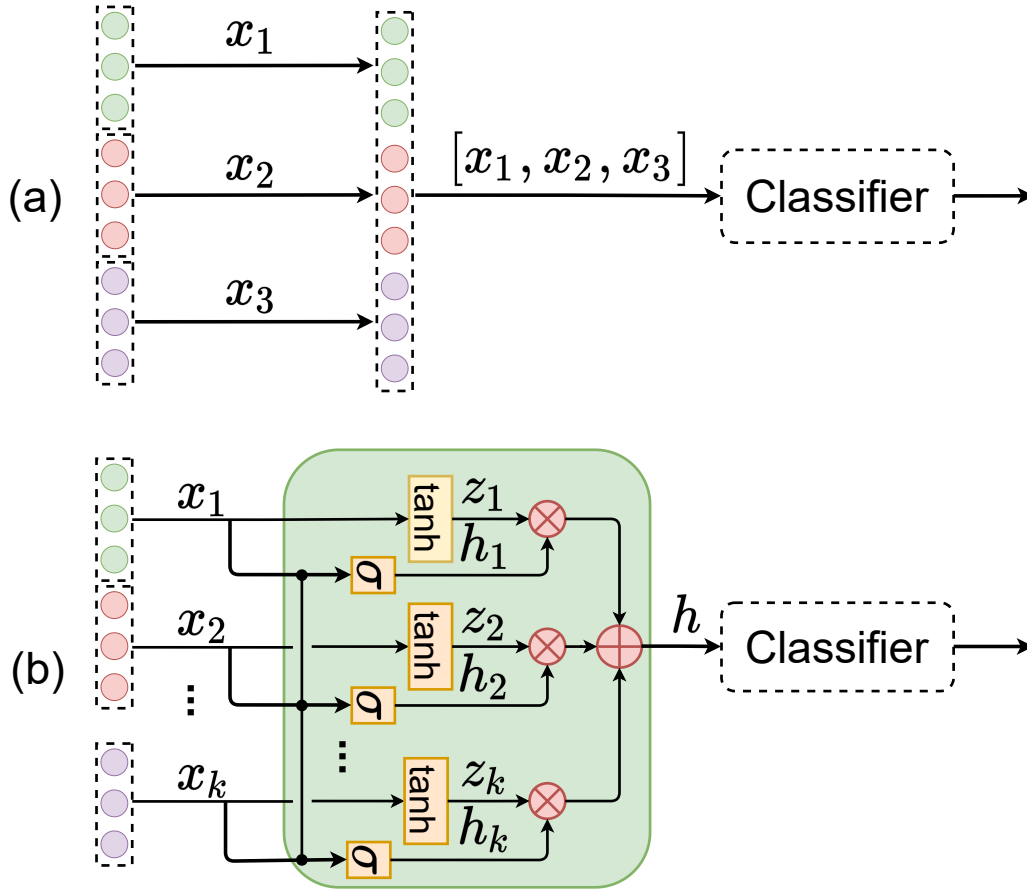 x₁
(a)
x₂
[x₁, x₂, x₃]
Classifier
x₃
(b)
x₁
tanh
z₁
h₁
σ
x₂
tanh
z₂
h₂
σ
h
Classifier
...
...
xₖ
tanh
zₖ
hₖ
σ